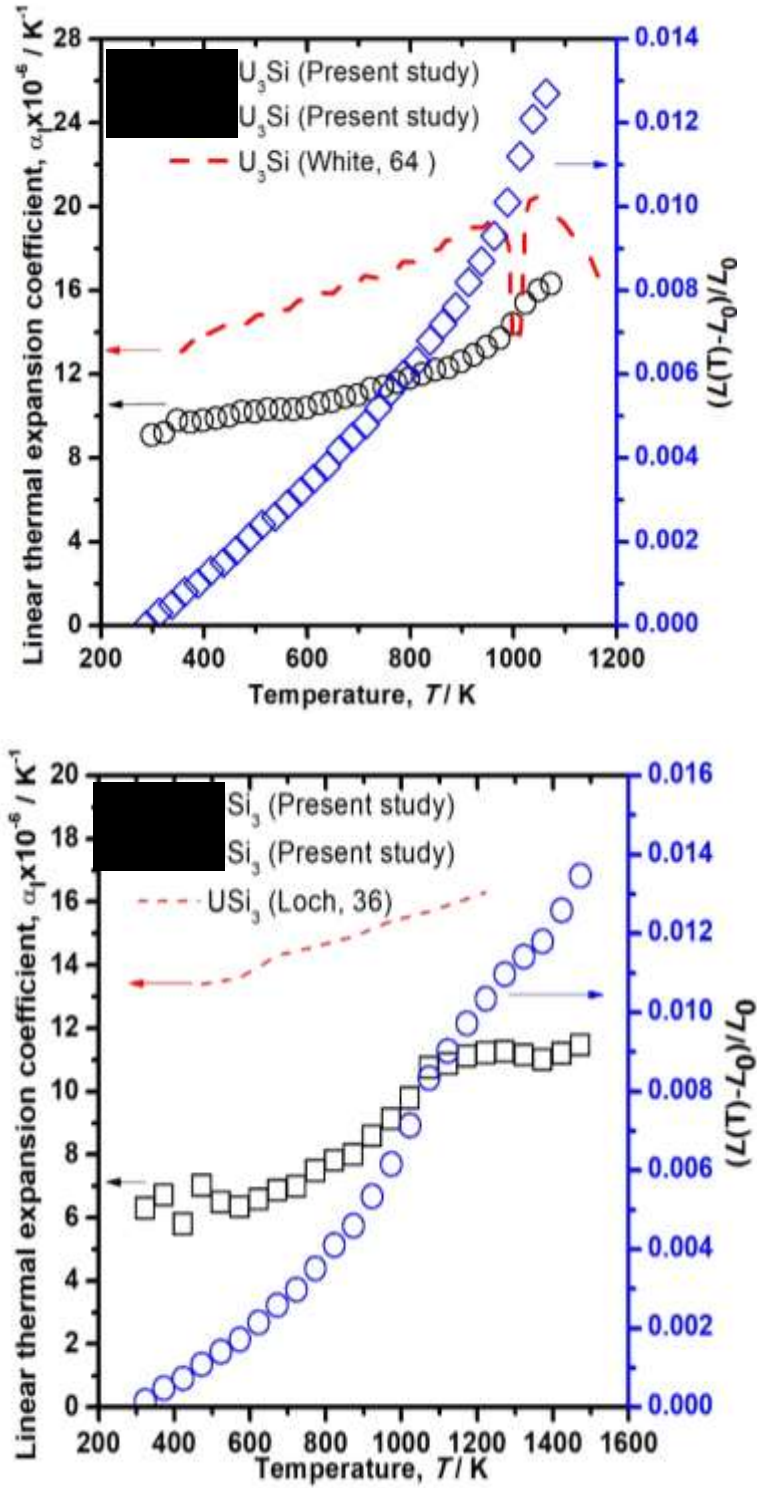 28
24
20
16
12
8
4
0
Linear thermal expansion coefficient, αₗx10⁻⁶ / K⁻¹
U₃Si (Present study)
U₃Si (Present study)
U₃Si (White, 64 )
0.014
0.012
0.010
0.008
0.006
0.004
0.002
0.000
(L(T)-L₀)/L₀
200 400 600 800 1000 1200
Temperature, T / K
20
18
16
14
12
10
8
6
4
2
0
Linear thermal expansion coefficient, αₗx10⁻⁶ / K⁻¹
Si₃ (Present study)
Si₃ (Present study)
USi₃ (Loch, 36)
0.016
0.014
0.012
0.010
0.008
0.006
0.004
0.002
0.000
(L(T)-L₀)/L₀
200 400 600 800 1000 1200 1400 1600
Temperature, T / K